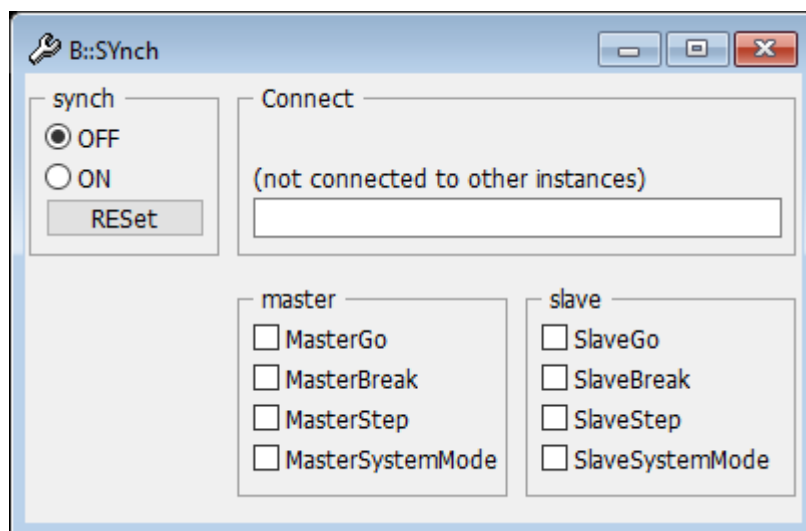 B::SYnch
synch
OFF
ON
RESet
Connect
(not connected to other instances)
master
MasterGo
MasterBreak
MasterStep
MasterSystemMode
slave
SlaveGo
SlaveBreak
SlaveStep
SlaveSystemMode